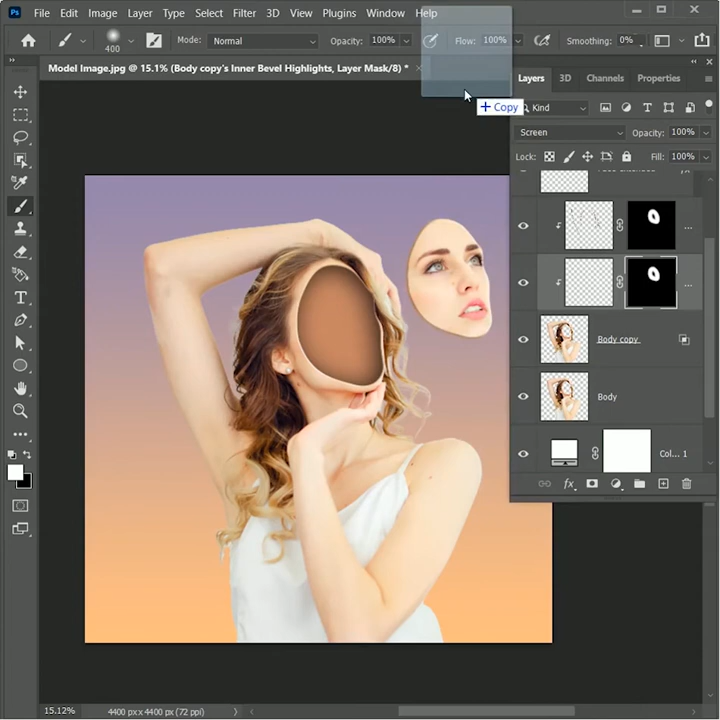 Ps File Edit Image Layer Type Select Filter 3D View Plugins Window Help
400 Mode: Normal Opacity: 100% Flow: 100% Smoothing: 0%
Model Image.jpg @ 15.1% (Body copy's Inner Bevel Highlights, Layer Mask/8) *
+ Copy
Layers 3D Channels Properties
Kind
Screen Opacity: 100%
Lock: Fill: 100%
...
...
Body copy
Body
Col... 1
fx
15.12% 4400 px x 4400 px (72 ppi)